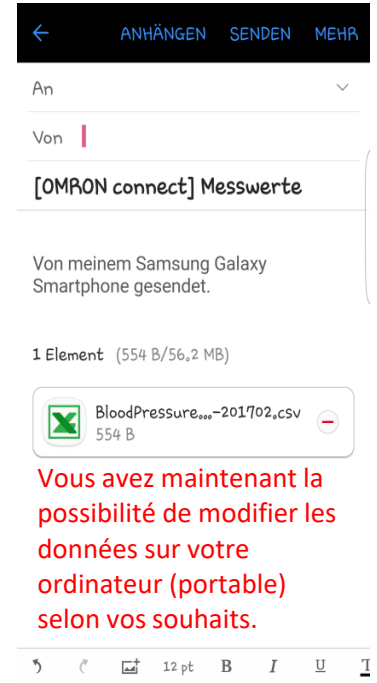 ANHÄNGEN SENDEN MEHR
An
Von
[OMRON connect] Messwerte
Von meinem Samsung Galaxy
Smartphone gesendet.
1 Element (554 B/56,2 MB)
BloodPressure...-201702.csv
554 B
Vous avez maintenant la
possibilité de modifier les
données sur votre
ordinateur (portable)
selon vos souhaits.
12 pt B I U T